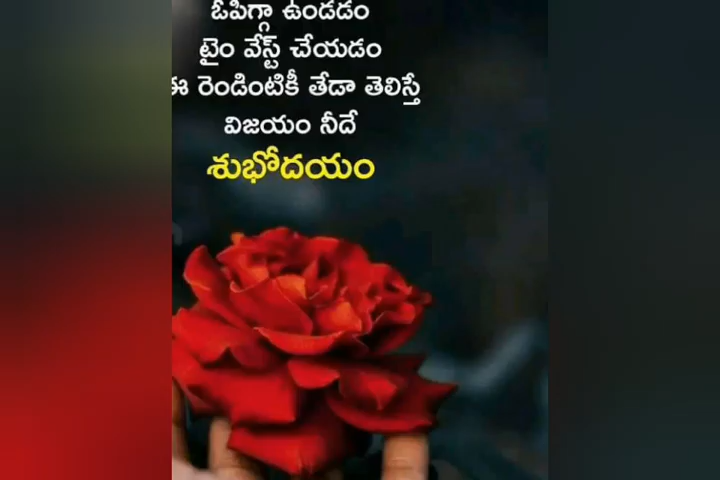 ఓపిగ్గా ఉండడం
టైం వేస్ట్ చేయడం
ఈ రెండింటికీ తేడా తెలిస్తే
విజయం నీదే
శుభోదయం